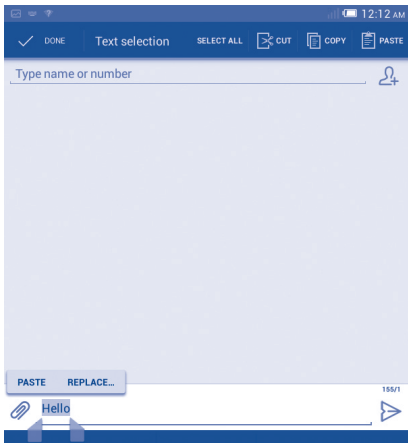 12:12 AM
DONE Text selection SELECT ALL CUT COPY PASTE
Type name or number
PASTE REPLACE...
155/1
Hello